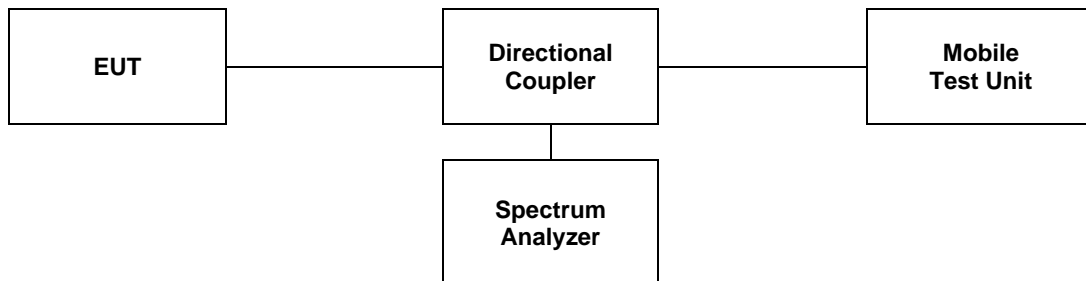 EUT
Directional
Coupler
Mobile
Test Unit
Spectrum
Analyzer